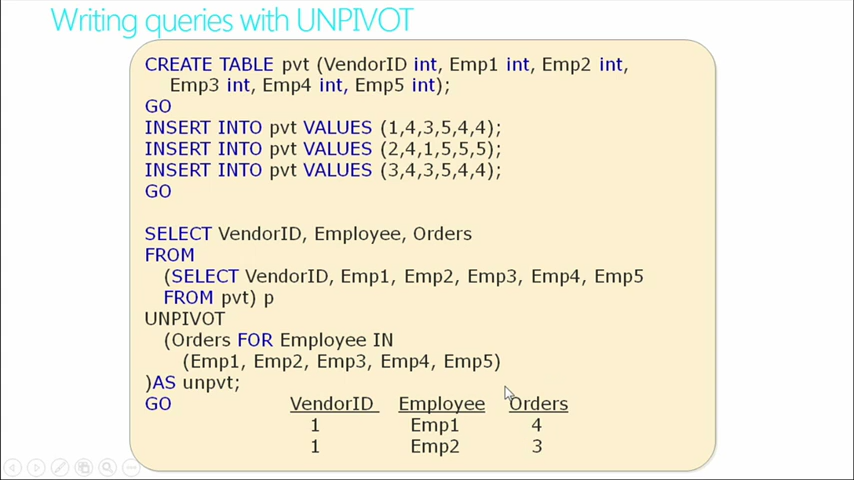 Writing queries with UNPIVOT
CREATE TABLE pvt (VendorID int, Emp1 int, Emp2 int,
Emp3 int, Emp4 int, Emp5 int);
GO
INSERT INTO pvt VALUES (1,4,3,5,4,4);
INSERT INTO pvt VALUES (2,4,1,5,5,5);
INSERT INTO pvt VALUES (3,4,3,5,4,4);
GO
SELECT VendorID, Employee, Orders
FROM
(SELECT VendorID, Emp1, Emp2, Emp3, Emp4, Emp5
FROM pvt) p
UNPIVOT
(Orders FOR Employee IN
(Emp1, Emp2, Emp3, Emp4, Emp5)
)AS unpvt;
GO VendorID Employee Orders
1 Emp1 4
1 Emp2 3